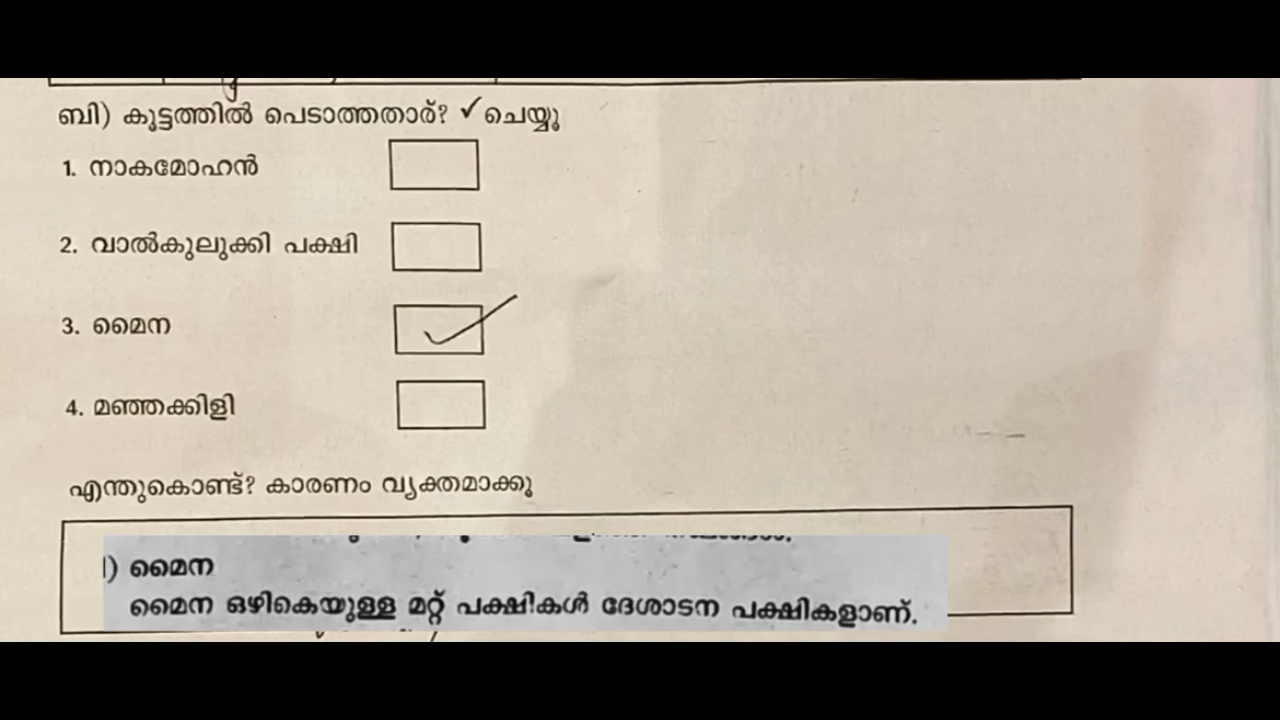 ബി) കൂട്ടത്തിൽ പെടാത്തതാര്? ✓ ചെയ്യൂ
1. നാകമോഹൻ
2. വാൽകുലുക്കി പക്ഷി
3. മൈന ✓
4. മഞ്ഞക്കിളി
എന്തുകൊണ്ട്? കാരണം വ്യക്തമാക്കൂ
) മൈന
മൈന ഒഴികെയുള്ള മറ്റ് പക്ഷികൾ ദേശാടന പക്ഷികളാണ്.